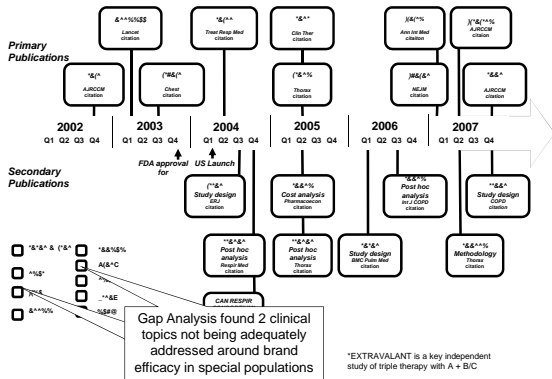 Primary
Publications
&^^%%$$
Lancet
citation
*&(^^
Treat Resp Med
citation
*&^*
Clin Ther
citation
)(&(^%
Ann Int Med
citation
)(*&(^^%
AJRCCM
citation
*&(^
AJRCCM
citation
(*#&(^
Chest
citation
(*&^%
Thorax
citation
)#&(&^
NEJM
citation
*&&^
AJRCCM
citation
2002 2003 2004 2005 2006 2007
Q1 Q2 Q3 Q4 Q1 Q2 Q3 Q4 Q1 Q2 Q3 Q4 Q1 Q2 Q3 Q4 Q1 Q2 Q3 Q4 Q1 Q2 Q3 Q4
FDA approval
for
US Launch
Secondary
Publications
(**&^
Study design
ERJ
citation
*&&^%
Cost analysis
Pharmacoecon
citation
*&&^%
Post hoc
analysis
Int.J COPD
citation
**&&^
Study design
COPD
citation
**&^&^
Post hoc
analysis
Respir Med
citation
**&^&^
Post hoc
analysis
Thorax
citation
*&*&^
Study design
BMC Pulm Med
citation
*&&^^%
Methodology
Thorax
citation
CAN RESPIR
*&*&^ & (*&^
*&&%$%
A(&^C
^%$*
_*^&E
&^^%%
%$#@
Gap Analysis found 2 clinical
topics not being adequately
addressed around brand
efficacy in special populations
*EXTRAVALANT is a key independent
study of triple therapy with A + B/C